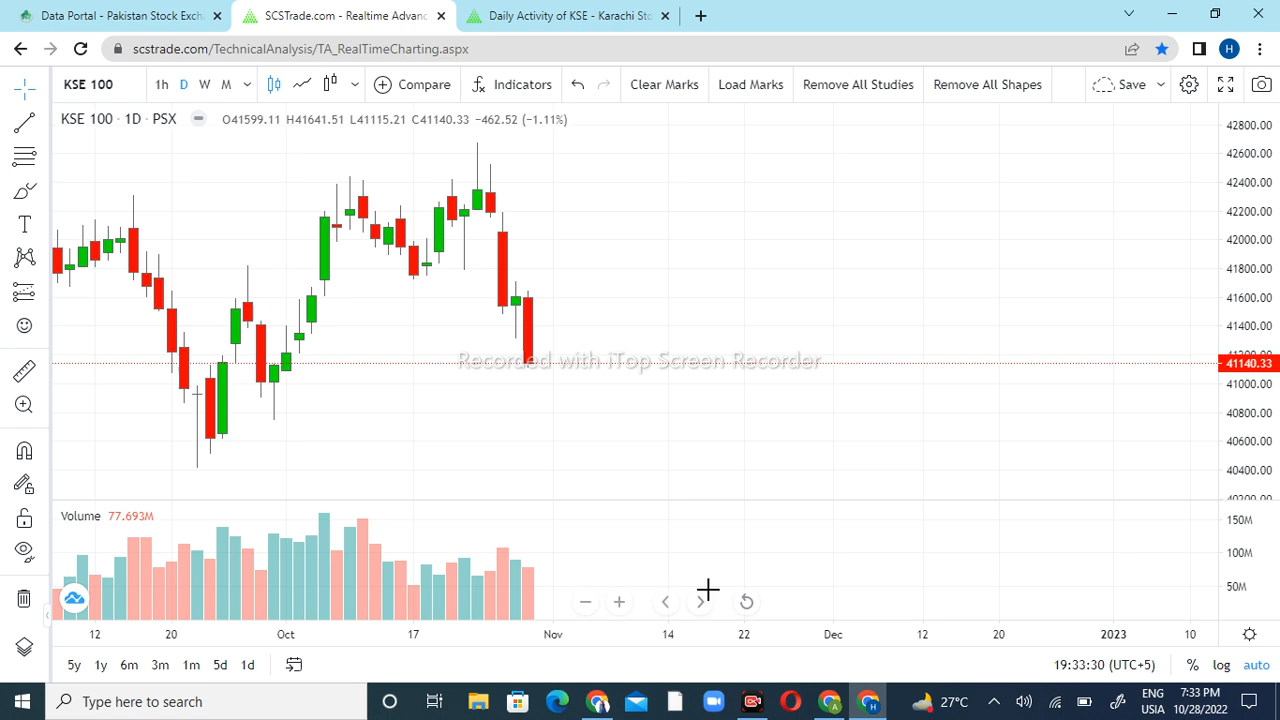 Data Portal - Pakistan Stock Exch
SCSTrade.com - Realtime Advanc
Daily Activity of KSE - Karachi Sto
scstrade.com/TechnicalAnalysis/TA_RealTimeCharting.aspx
H
KSE 100
1h D W M
Compare
Indicators
Clear Marks
Load Marks
Remove All Studies
Remove All Shapes
Save
KSE 100 · 1D · PSX
O41599.11 H41641.51 L41115.21 C41140.33 −462.52 (−1.11%)
42800.00
42600.00
42400.00
42200.00
42000.00
41800.00
41600.00
41400.00
41140.33
41000.00
40800.00
40600.00
40400.00
Recorded with iTop Screen Recorder
Volume 77.693M
150M
100M
50M
12 20 Oct 17 Nov 14 22 Dec 12 20 2023 10
5y 1y 6m 3m 1m 5d 1d
19:33:30 (UTC+5)
% log auto
Type here to search
27°C
ENG
USIA
7:33 PM
10/28/2022